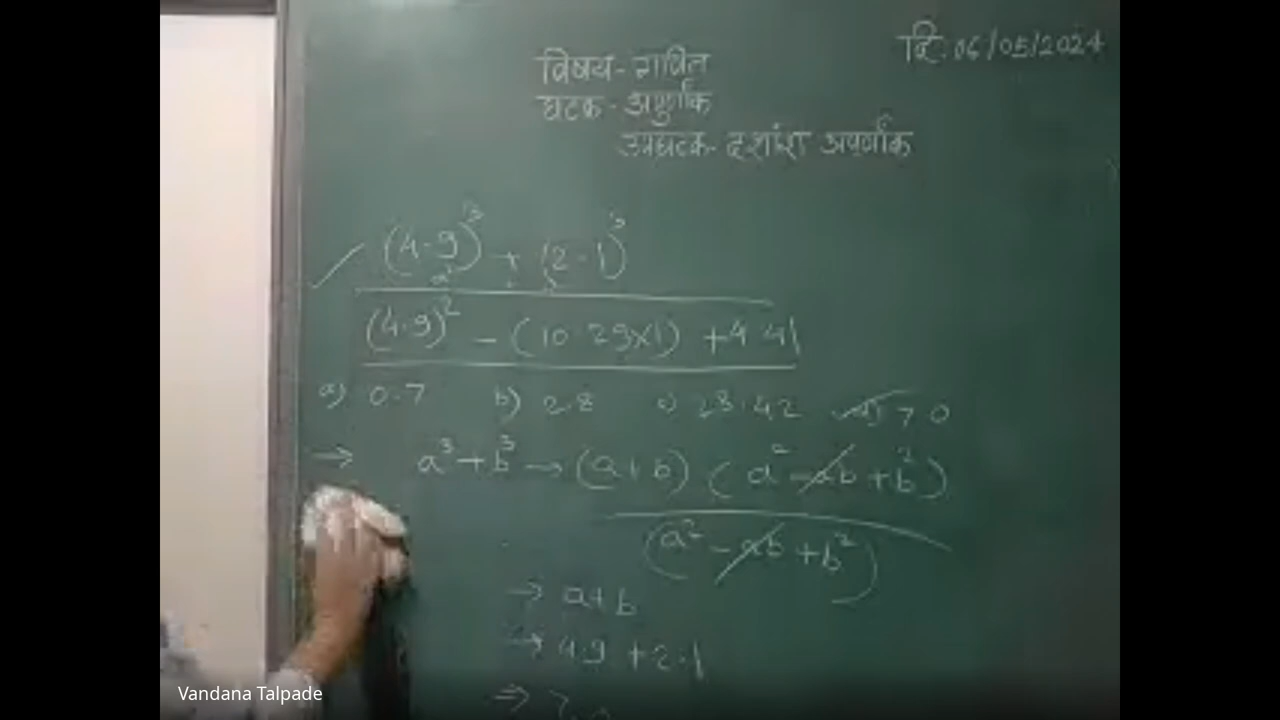 दि. 06/05/2024
विषय - गणित
घटक - अपुर्णांक
उपघटक - दशांश अपर्णांक
(4.9)³ + (2.1)³
a b
(4.9)² - (10.29×1) + 4.41
a) 0.7 b) 2.8 c) 23.42 d) 7.0
→ a³+b³ → (a+b) (a² - ab + b²)
(a² - ab + b²)
→ a+b
→ 4.9 + 2.1
⇒ 7.0
Vandana Talpade